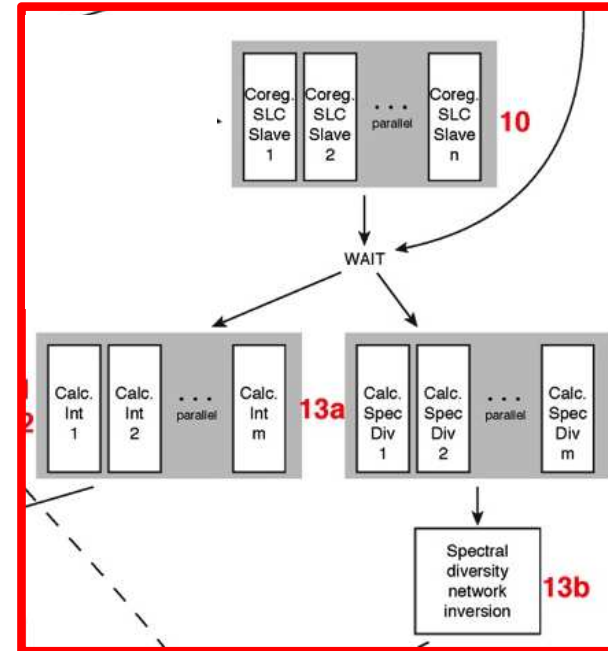 Coreg.
SLC
Slave
1
Coreg.
SLC
Slave
2
. . .
parallel
Coreg.
SLC
Slave
n
10
WAIT
Calc.
Int
1
Calc.
Int
2
. . .
parallel
Calc.
Int
m
13a
Calc.
Spec
Div
1
Calc.
Spec
Div
2
. . .
parallel
Calc.
Spec
Div
m
Spectral
diversity
network
inversion
13b